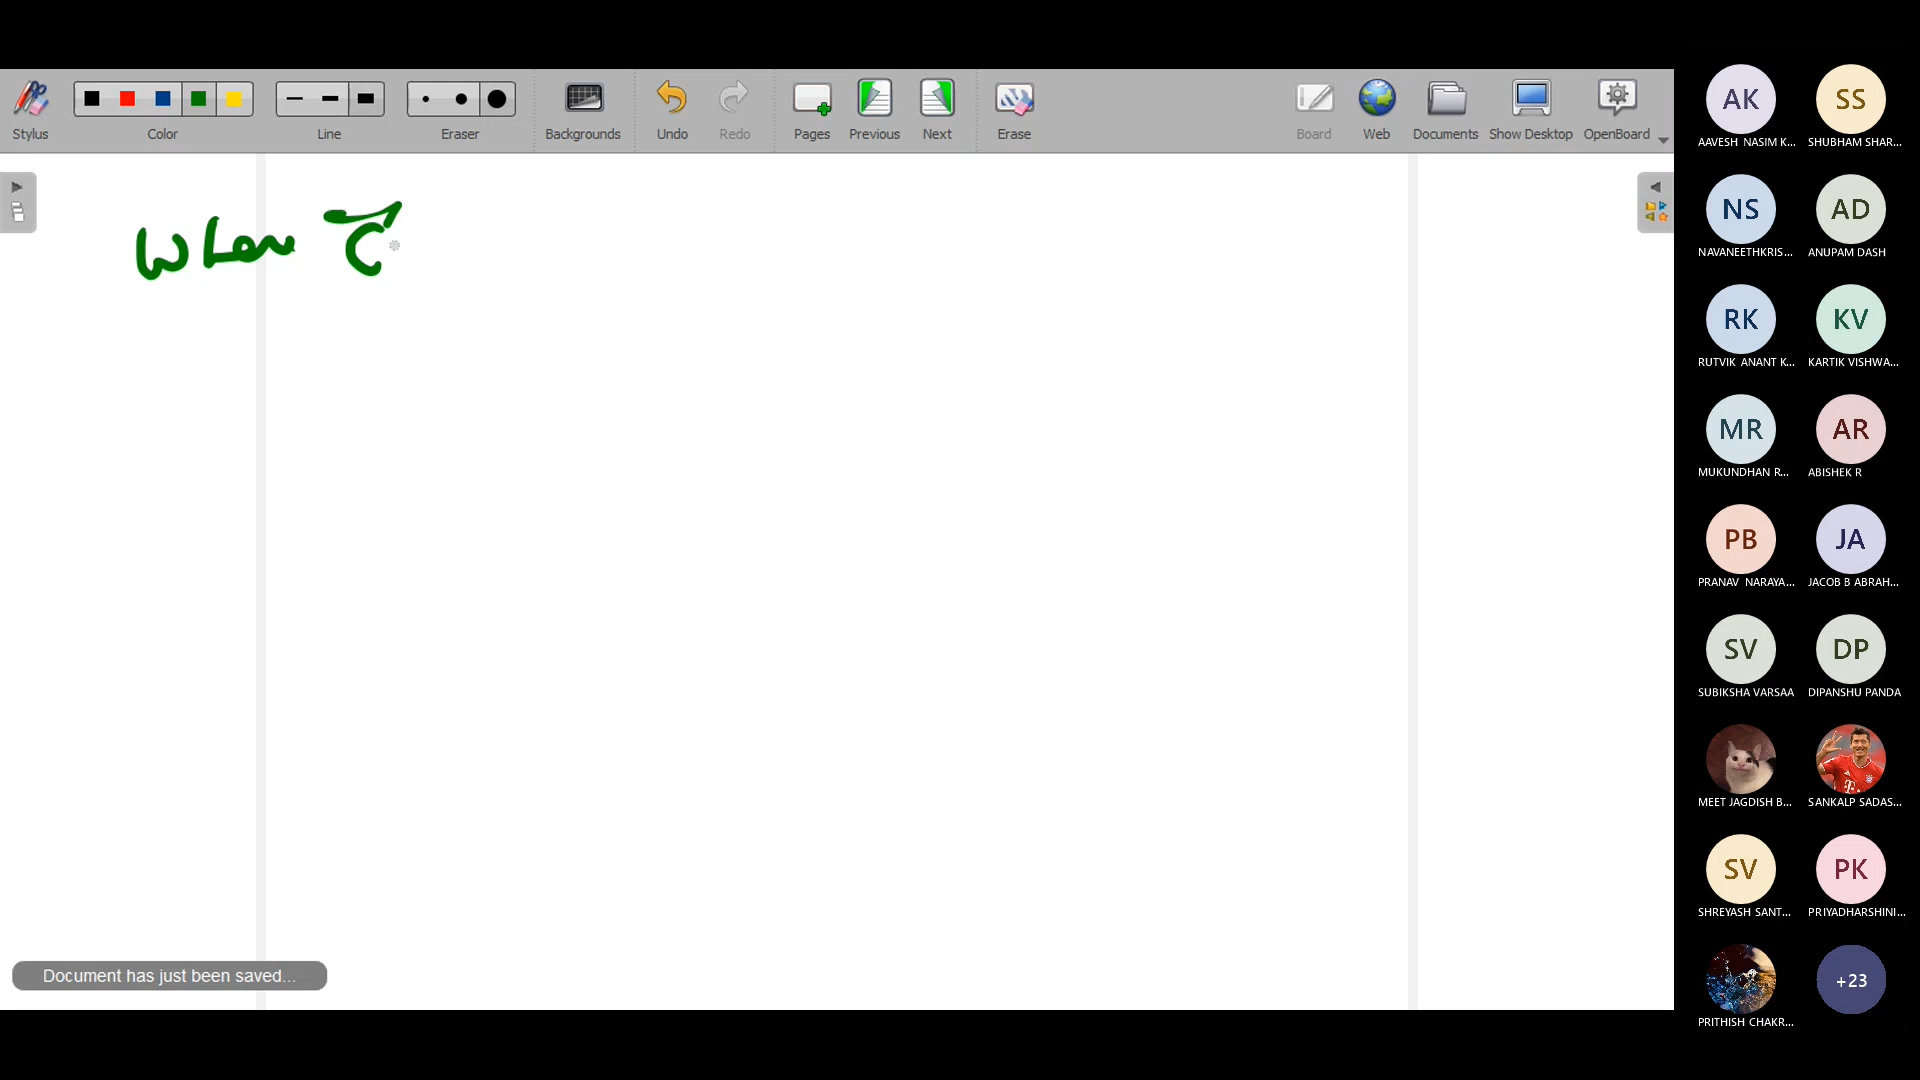 Stylus
Color
Line
Eraser
Backgrounds
Undo
Redo
Pages
Previous
Next
Erase
Board
Web
Documents
Show Desktop
OpenBoard
When
Document has just been saved...
AK
AAVESH NASIM K...
SS
SHUBHAM SHAR...
NS
NAVANEETHKRIS...
AD
ANUPAM DASH
RK
RUTVIK ANANT K...
KV
KARTIK VISHWA...
MR
MUKUNDHAN R...
AR
ABISHEK R
PB
PRANAV NARAYA...
JA
JACOB B ABRAH...
SV
SUBIKSHA VARSAA
DP
DIPANSHU PANDA
MEET JAGDISH B...
SANKALP SADAS...
SV
SHREYASH SANT...
PK
PRIYADHARSHINI...
PRITHISH CHAKR...
+23